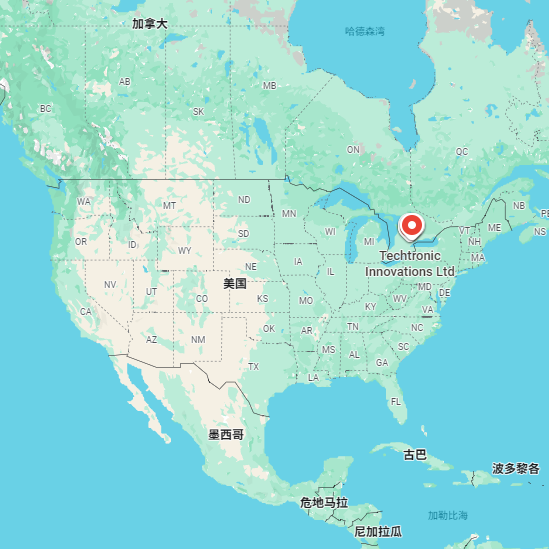 加拿大
哈德森湾
AB
MB
BC
SK
ON
QC
NB
PE
NS
WA
MT
ND
MN
ME
VT
NH
OR
ID
SD
WI
MI
MA
WY
NE
IA
Techtronic
Innovations Ltd
NV
UT
CO
美国
KS
IL
MO
MD
DE
WV
VA
KY
CA
AZ
NM
OK
AR
TN
NC
SC
MS
AL
GA
TX
LA
FL
墨西哥
古巴
波多黎各
危地马拉
加勒比海
尼加拉瓜